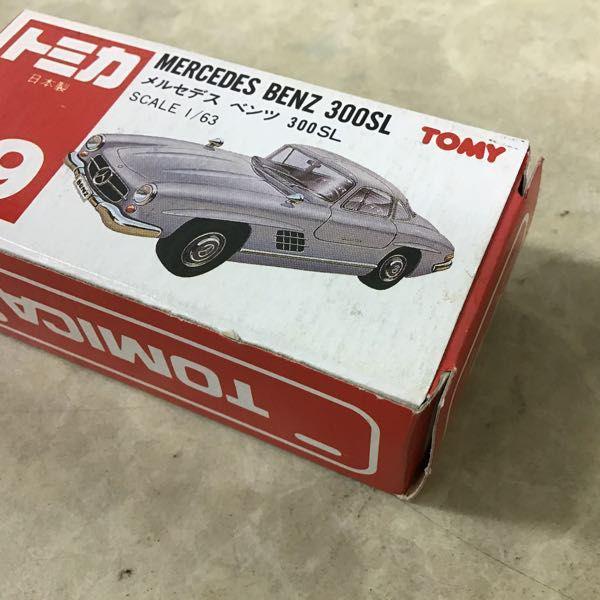 トミカ
日本製
9
MERCEDES BENZ 300SL
メルセデス ベンツ 300SL
SCALE 1/63
TOMY
TOMICA